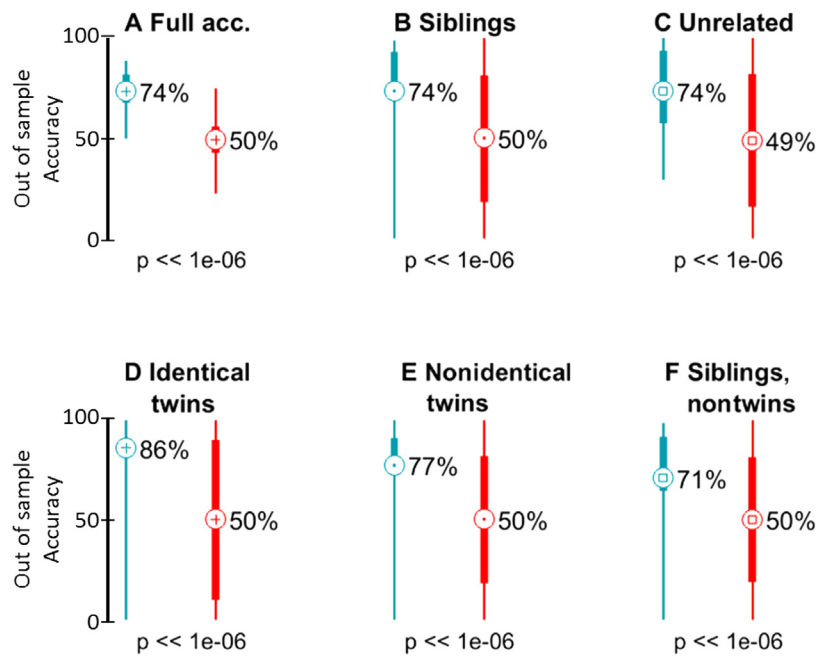 A Full acc.
B Siblings
C Unrelated
100
50
0
Out of sample
Accuracy
74%
50%
74%
50%
74%
49%
p << 1e-06
p << 1e-06
p << 1e-06
D Identical
twins
E Nonidentical
twins
F Siblings,
nontwins
100
50
0
Out of sample
Accuracy
86%
50%
77%
50%
71%
50%
p << 1e-06
p << 1e-06
p << 1e-06